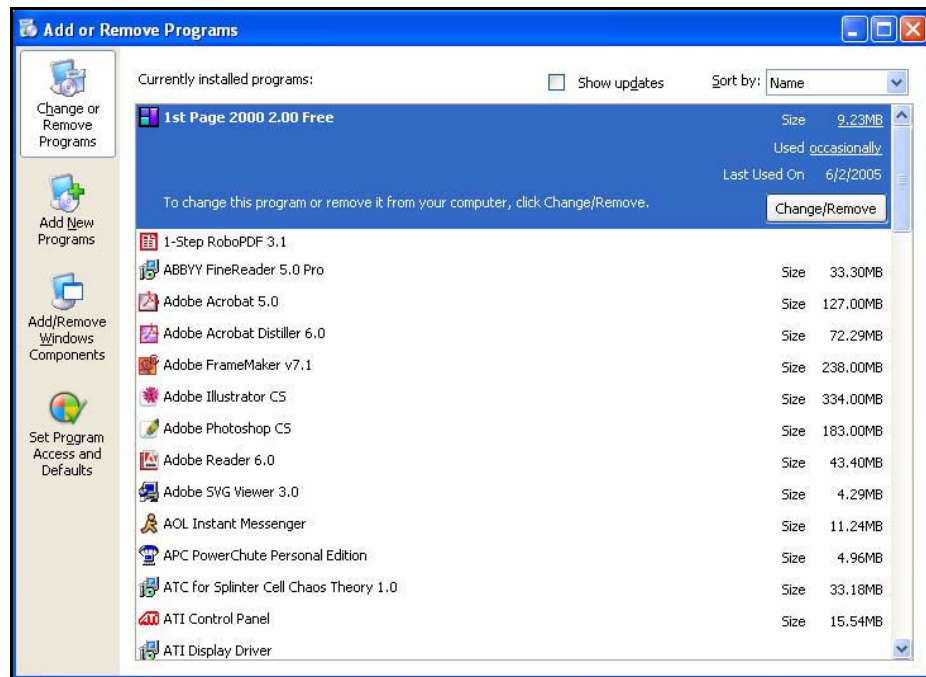 Add or Remove Programs
Change or
Remove
Programs
Add New
Programs
Add/Remove
Windows
Components
Set Program
Access and
Defaults
Currently installed programs:
Show updates
Sort by: Name
1st Page 2000 2.00 Free Size 9.23MB
Used occasionally
Last Used On 6/2/2005
To change this program or remove it from your computer, click Change/Remove. Change/Remove
1-Step RoboPDF 3.1
ABBYY FineReader 5.0 Pro Size 33.30MB
Adobe Acrobat 5.0 Size 127.00MB
Adobe Acrobat Distiller 6.0 Size 72.29MB
Adobe FrameMaker v7.1 Size 238.00MB
Adobe Illustrator CS Size 334.00MB
Adobe Photoshop CS Size 183.00MB
Adobe Reader 6.0 Size 43.40MB
Adobe SVG Viewer 3.0 Size 4.29MB
AOL Instant Messenger Size 11.24MB
APC PowerChute Personal Edition Size 4.96MB
ATC for Splinter Cell Chaos Theory 1.0 Size 33.18MB
ATI Control Panel Size 15.54MB
ATI Display Driver